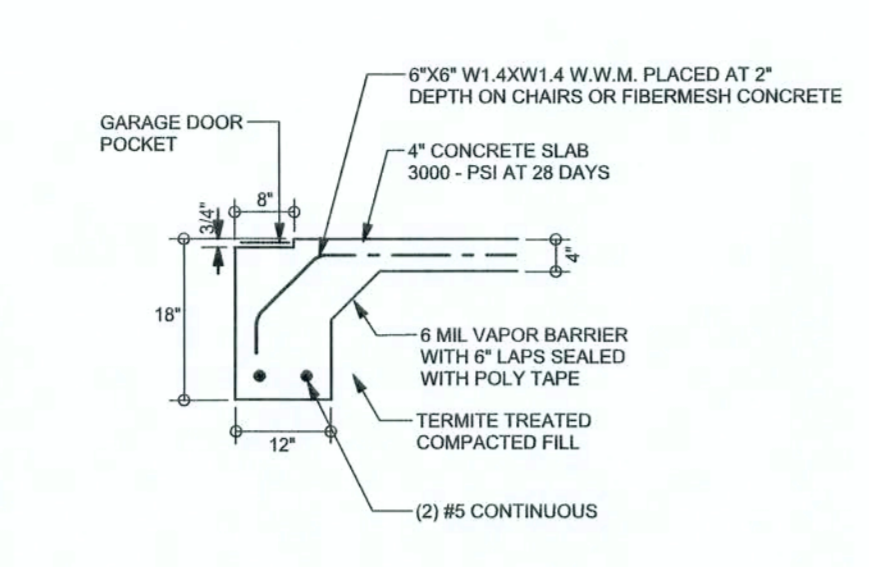 6"X6" W1.4XW1.4 W.W.M. PLACED AT 2"
DEPTH ON CHAIRS OR FIBERMESH CONCRETE
GARAGE DOOR
POCKET
4" CONCRETE SLAB
3000 - PSI AT 28 DAYS
8"
3/4"
4"
18"
6 MIL VAPOR BARRIER
WITH 6" LAPS SEALED
WITH POLY TAPE
TERMITE TREATED
COMPACTED FILL
12"
(2) #5 CONTINUOUS